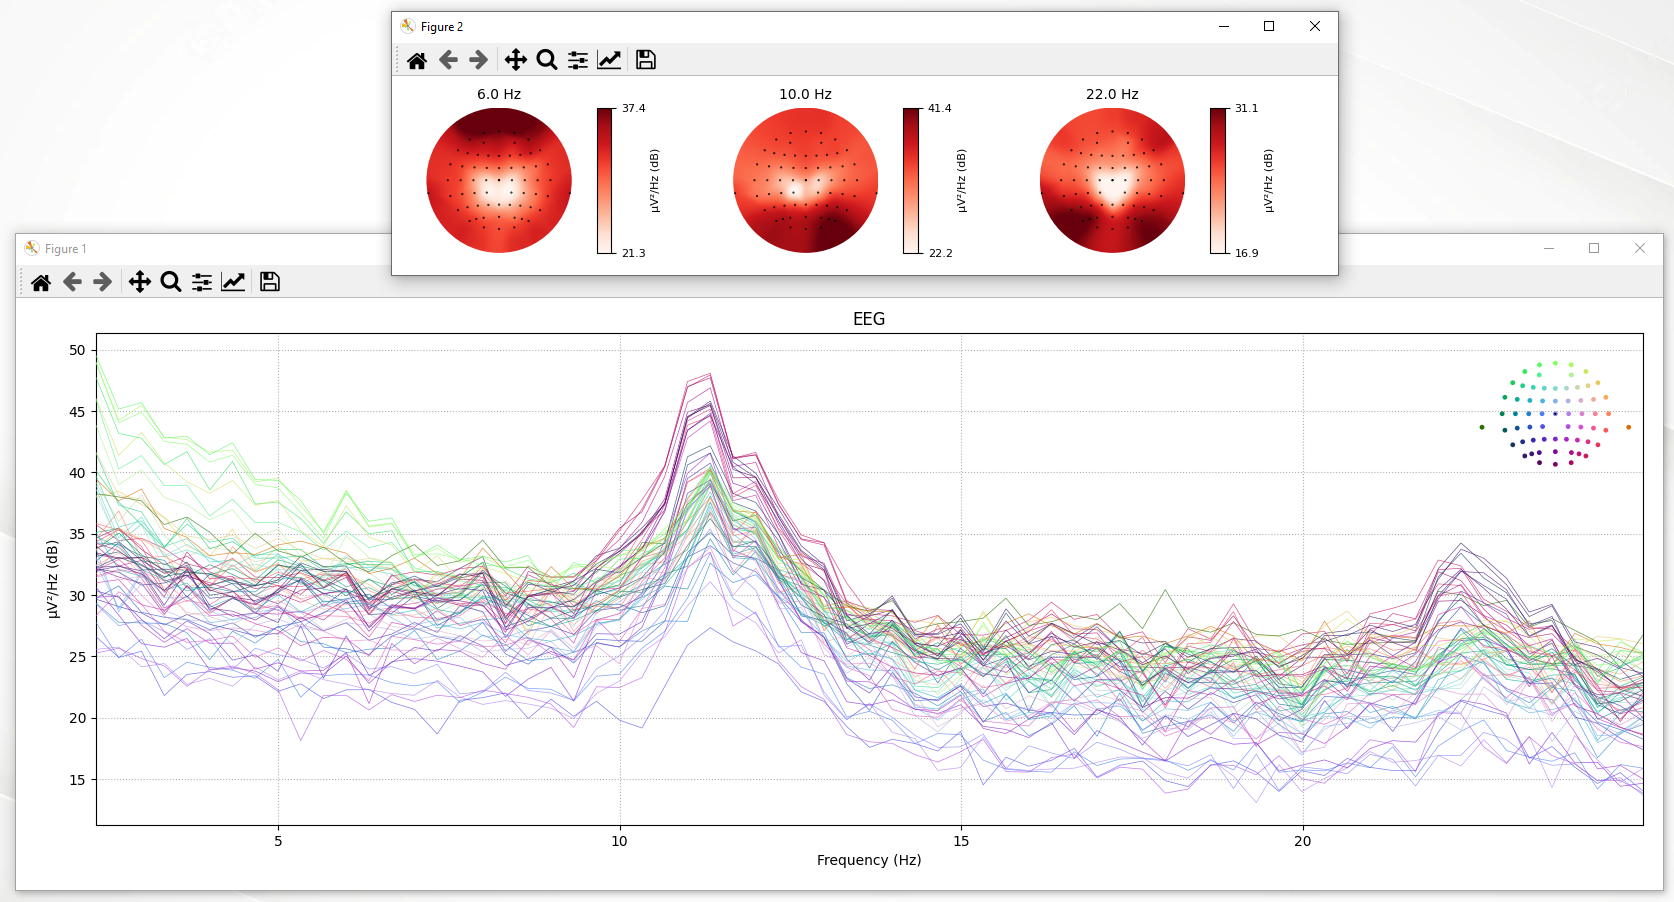 Figure 2
6.0 Hz
37.4
µV²/Hz (dB)
21.3
10.0 Hz
41.4
µV²/Hz (dB)
22.2
22.0 Hz
31.1
µV²/Hz (dB)
16.9
Figure 1
EEG
50
45
40
35
30
25
20
15
µV²/Hz (dB)
5
10
15
20
Frequency (Hz)